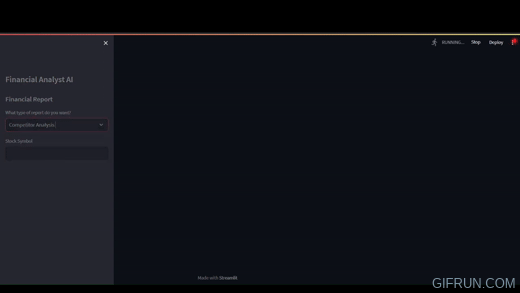 RUNNING...
Stop
Deploy
Financial Analyst AI
Financial Report
What type of report do you want?
Competitor Analysis
Stock Symbol
Made with Streamlit
GIFRUN.COM